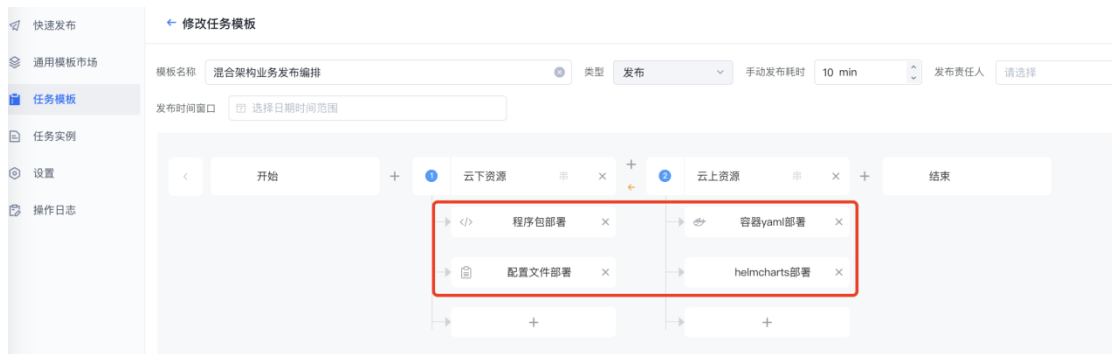 快速发布
← 修改任务模板
通用模板市场
模板名称 混合架构业务发布编排 类型 发布 手动发布耗时 10 min 发布责任人 请选择
任务模板
发布时间窗口 选择日期时间范围
任务实例
设置
开始 + 1 云下资源 串 × + 2 云上资源 串 × + 结束
操作日志
</> 程序包部署 × 容器yaml部署 ×
配置文件部署 × helmcharts部署 ×
+ +